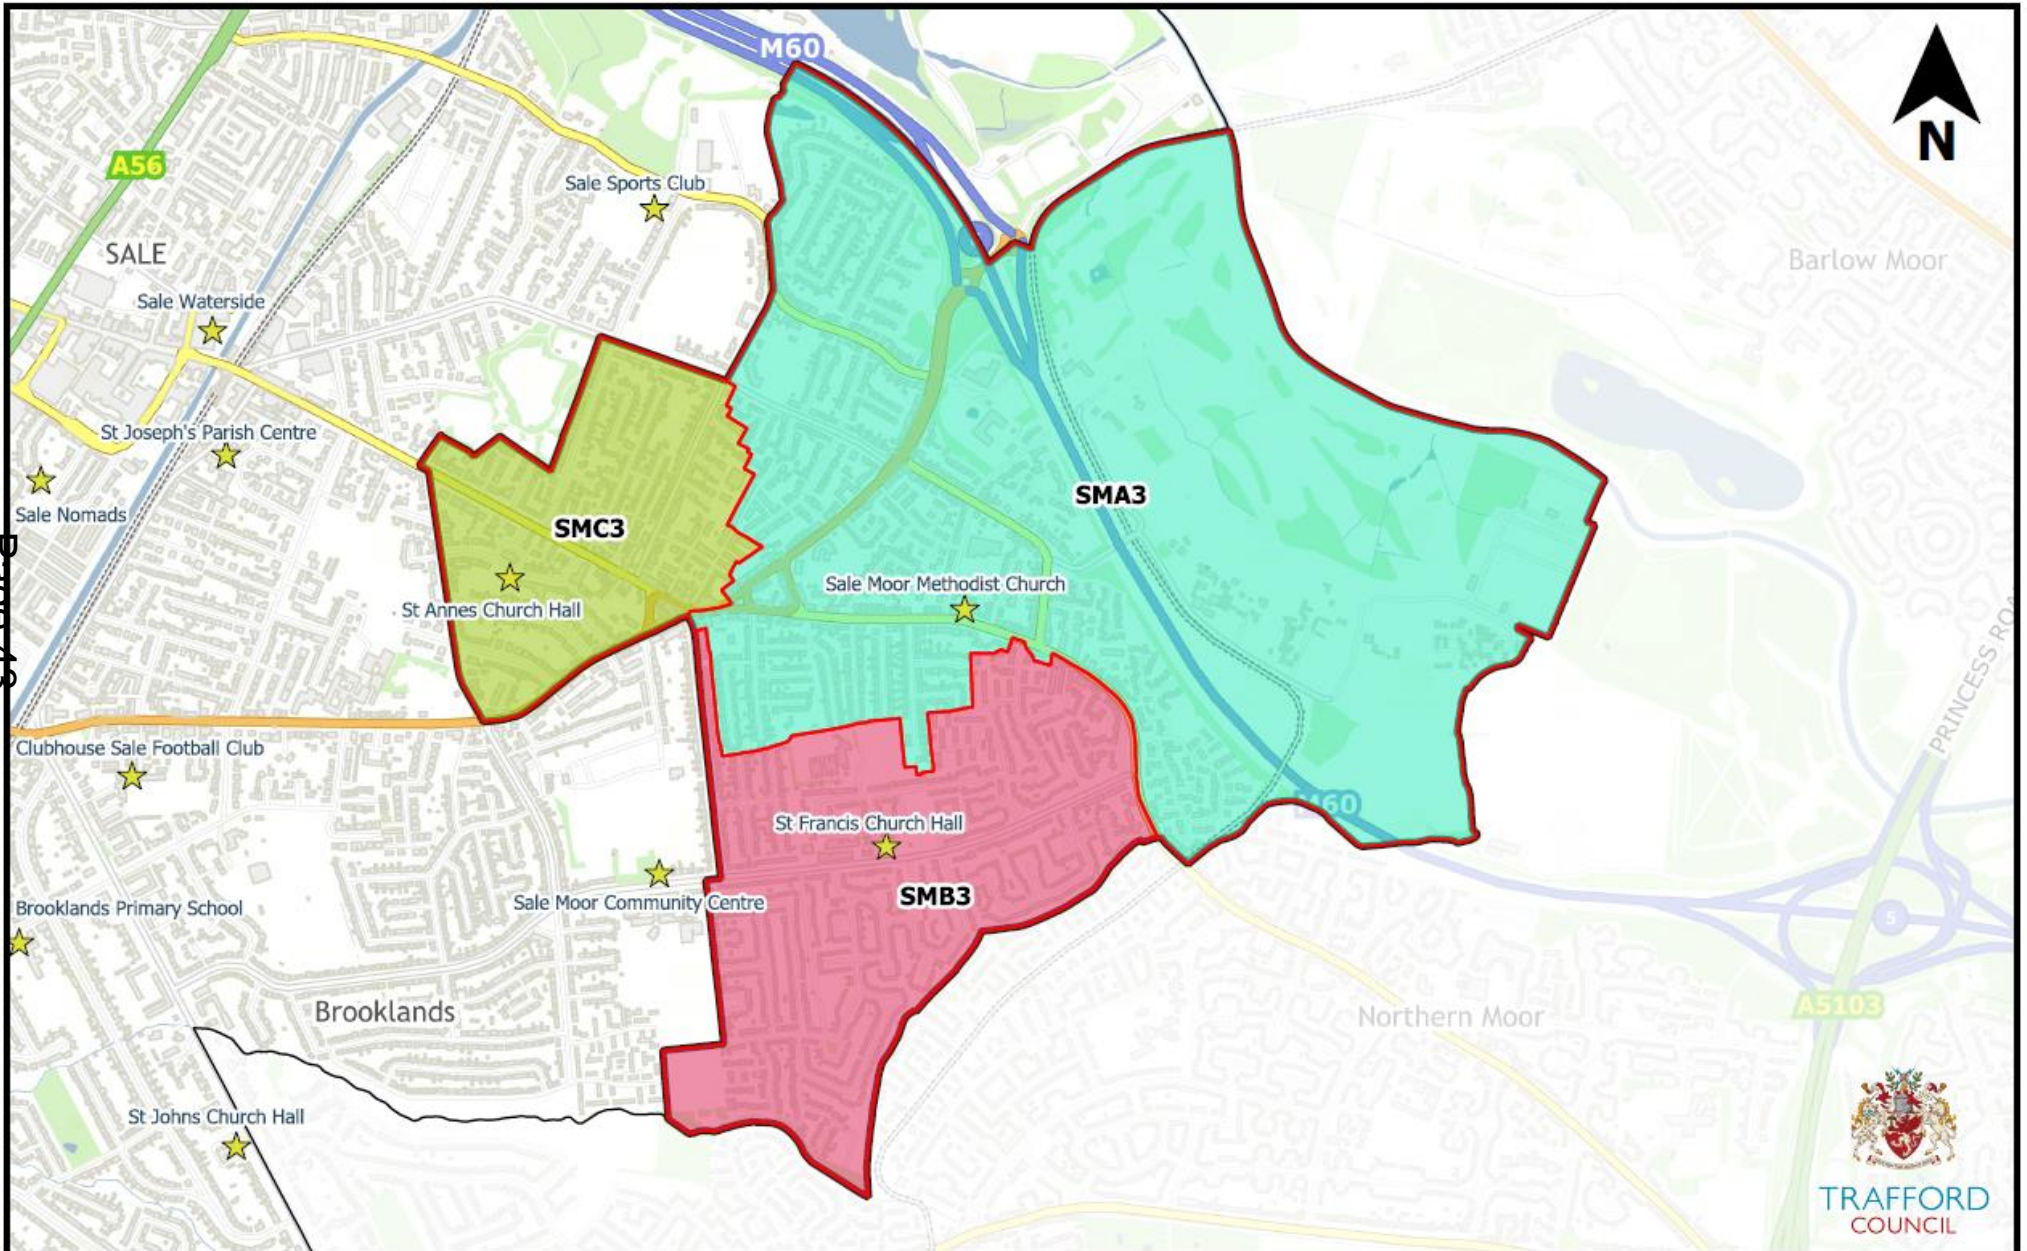 M60
N
A56
Sale Sports Club
SALE
Barlow Moor
Sale Waterside
St Joseph's Parish Centre
SMA3
Sale Nomads
SMC3
Sale Moor Methodist Church
St Annes Church Hall
PRINCESS ROA
Clubhouse Sale Football Club
M60
St Francis Church Hall
SMB3
Sale Moor Community Centre
Brooklands Primary School
5
A5103
Brooklands
Northern Moor
St Johns Church Hall
TRAFFORD
COUNCIL